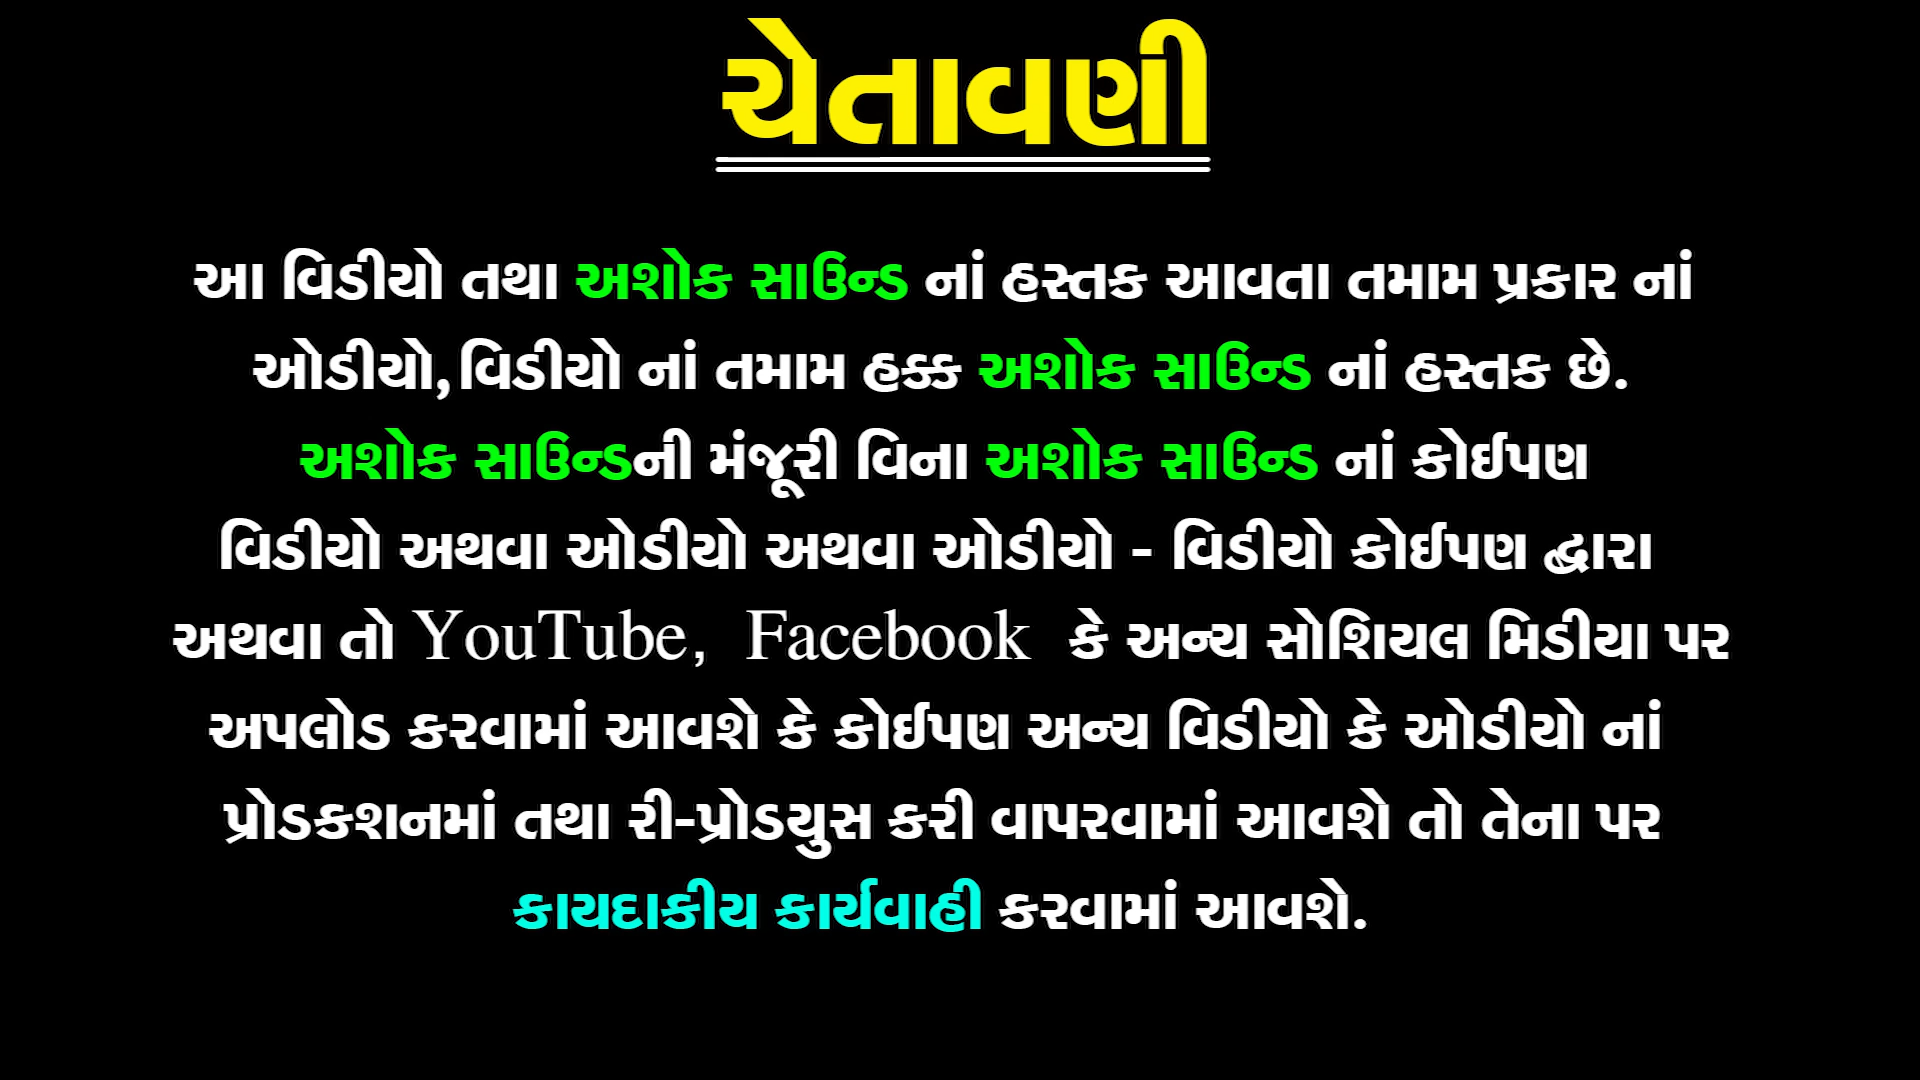 ચેતાવણી
આ વિડીયો તથા અશોક સાઉન્ડ નાં હસ્તક આવતા તમામ પ્રકાર નાં
ઓડીયો,વિડીયો નાં તમામ હક્ક અશોક સાઉન્ડ નાં હસ્તક છે.
અશોક સાઉન્ડની મંજૂરી વિના અશોક સાઉન્ડ નાં કોઈપણ
વિડીયો અથવા ઓડીયો અથવા ઓડીયો - વિડીયો કોઈપણ દ્વારા
અથવા તો YouTube, Facebook કે અન્ય સોશિયલ મિડીયા પર
અપલોડ કરવામાં આવશે કે કોઈપણ અન્ય વિડીયો કે ઓડીયો નાં
પ્રોડકશનમાં તથા રી-પ્રોડયુસ કરી વાપરવામાં આવશે તો તેના પર
કાયદાકીય કાર્યવાહી કરવામાં આવશે.